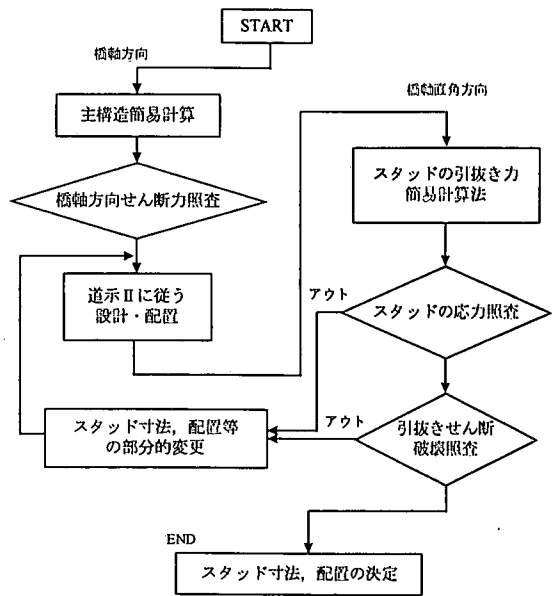 START
橋軸方向
主構造簡易計算
橋軸方向せん断力照査
道示Ⅱに従う
設計・配置
橋軸直角方向
スタッドの引抜き力
簡易計算法
アウト
スタッドの応力照査
スタッド寸法，配置等
の部分的変更
アウト
引抜きせん断
破壊照査
END
スタッド寸法，配置の決定